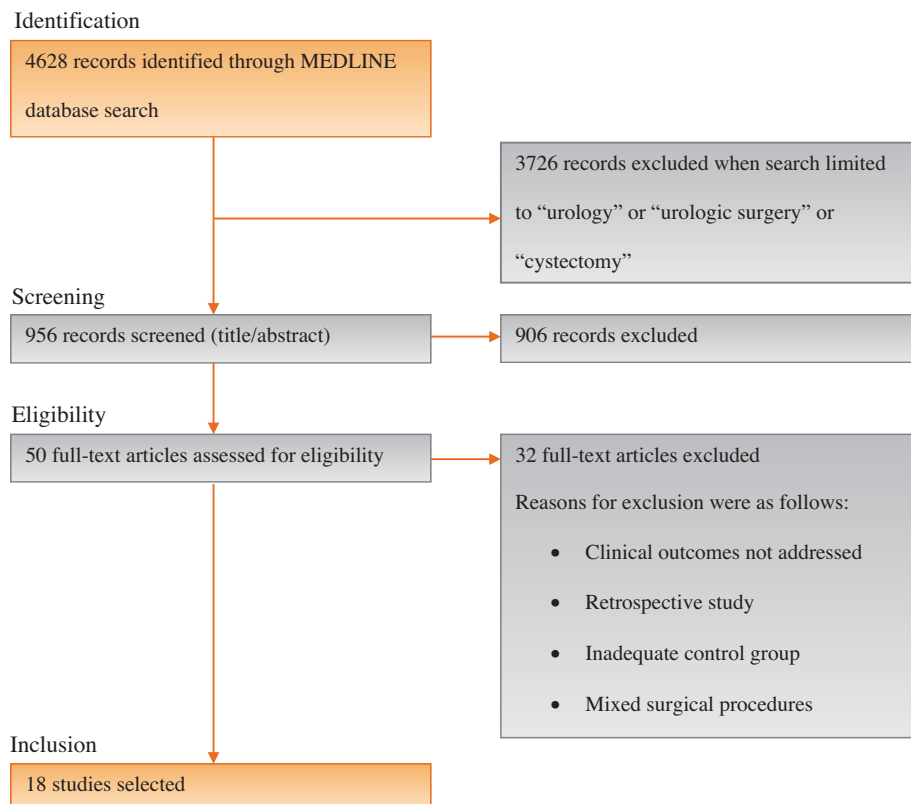 Identification
4628 records identified through MEDLINE
database search
3726 records excluded when search limited
to “urology” or “urologic surgery” or
“cystectomy”
Screening
956 records screened (title/abstract)
906 records excluded
Eligibility
50 full-text articles assessed for eligibility
32 full-text articles excluded
Reasons for exclusion were as follows:
• Clinical outcomes not addressed
• Retrospective study
• Inadequate control group
• Mixed surgical procedures
Inclusion
18 studies selected